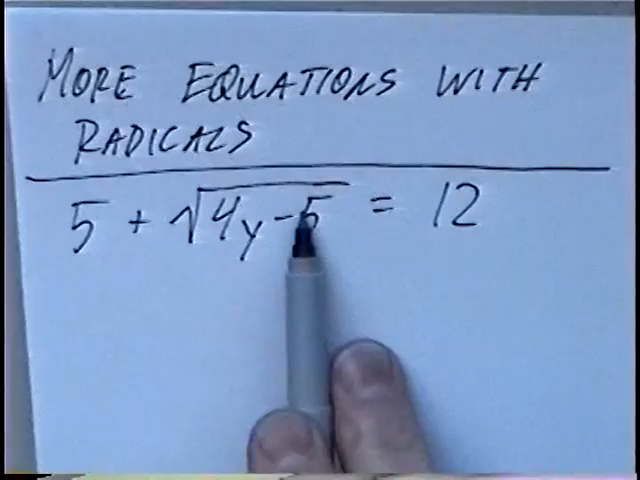 MORE EQUATIONS WITH
RADICALS
5 + √4y-5 = 12